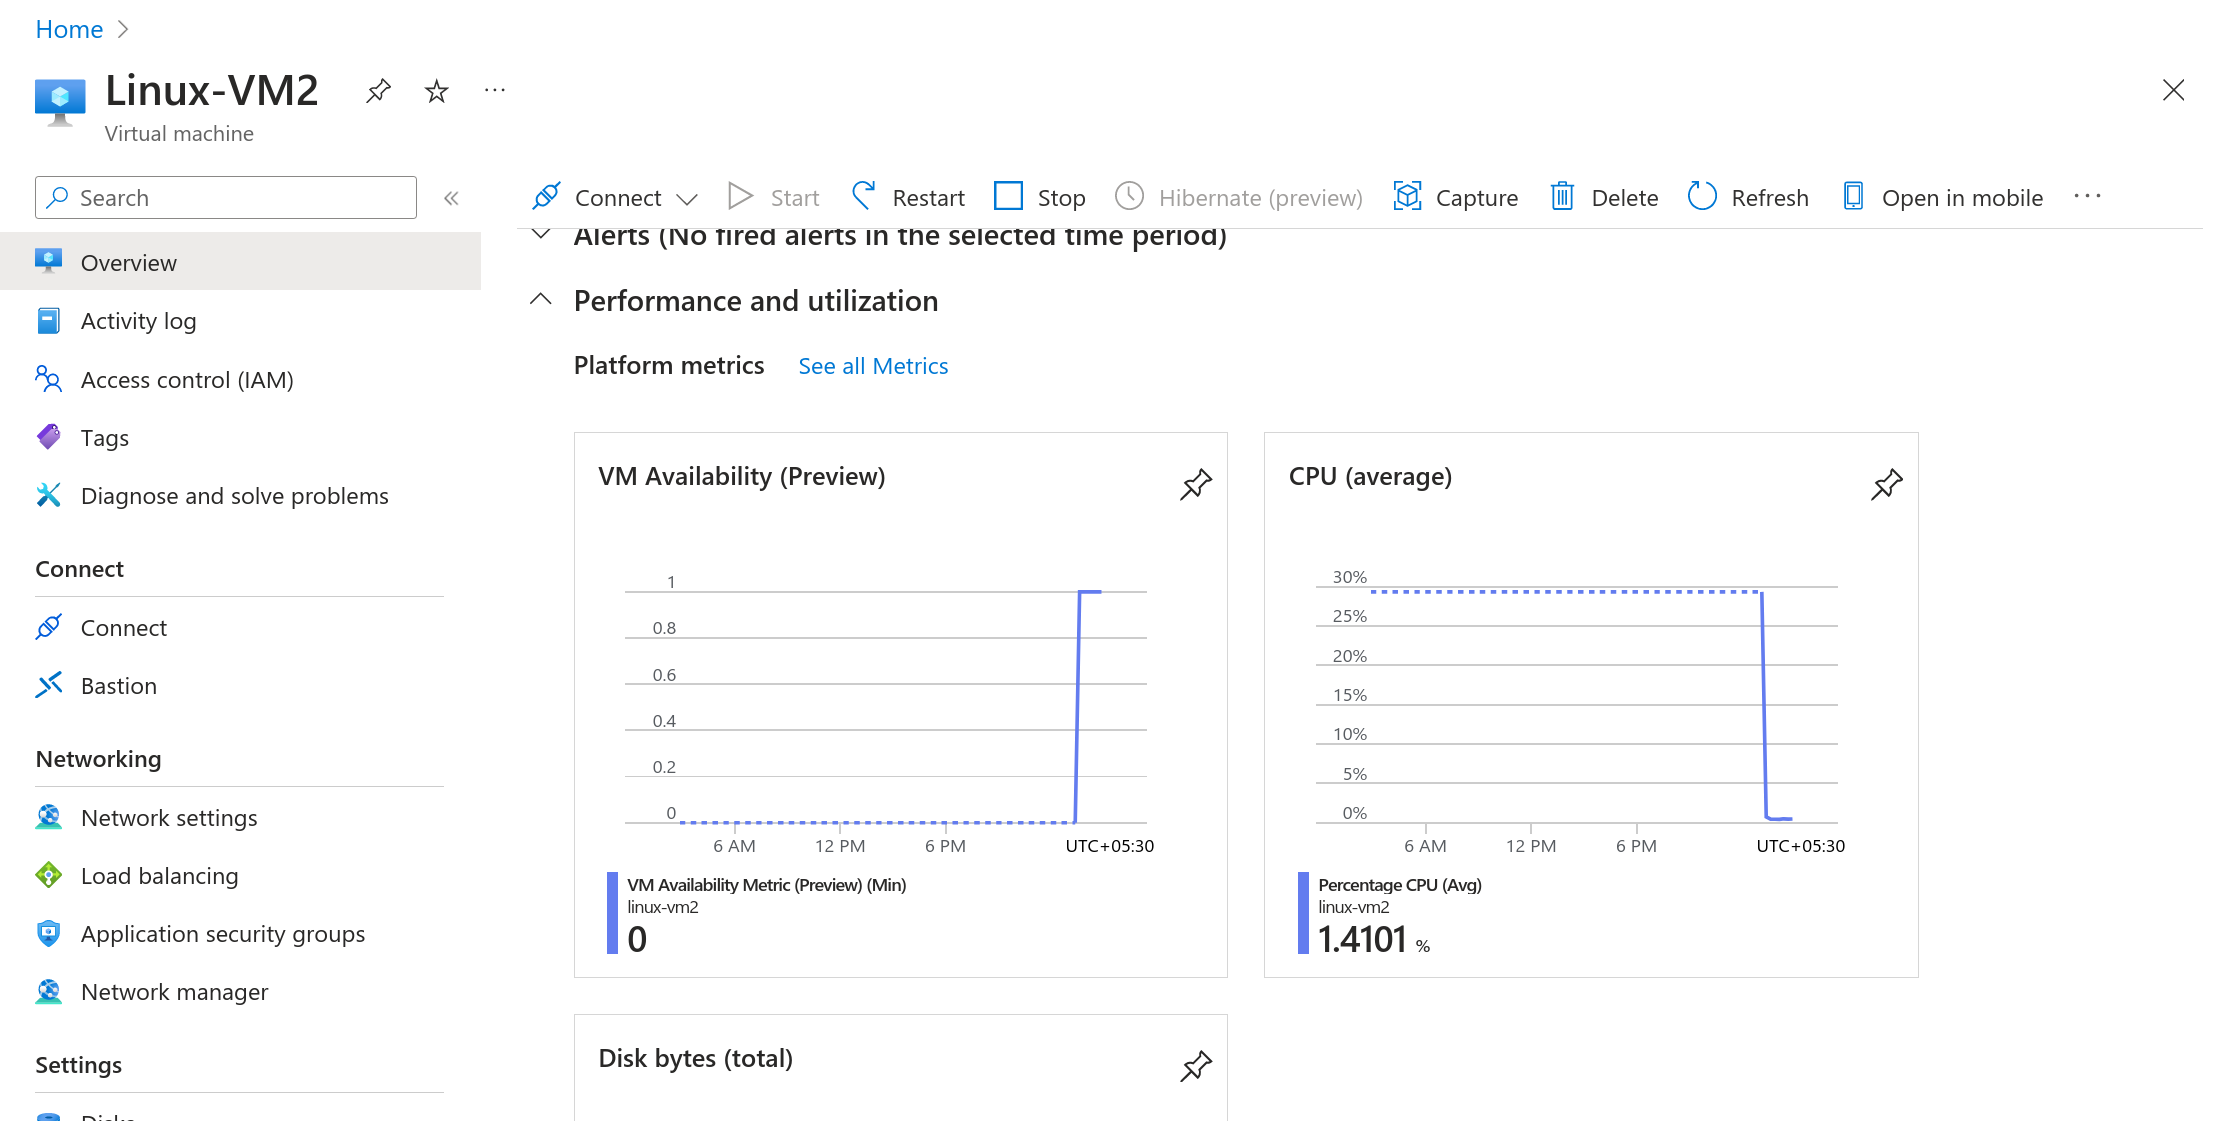 Home
Linux-VM2
Virtual machine
Search
Connect
Start
Restart
Stop
Hibernate (preview)
Capture
Delete
Refresh
Open in mobile
Overview
Activity log
Access control (IAM)
Tags
Diagnose and solve problems
Connect
Connect
Bastion
Networking
Network settings
Load balancing
Application security groups
Network manager
Settings
Disks
Alerts (No fired alerts in the selected time period)
Performance and utilization
Platform metrics See all Metrics
VM Availability (Preview)
1
0.8
0.6
0.4
0.2
0
6 AM 12 PM 6 PM UTC+05:30
VM Availability Metric (Preview) (Min)
linux-vm2
0
CPU (average)
30%
25%
20%
15%
10%
5%
0%
6 AM 12 PM 6 PM UTC+05:30
Percentage CPU (Avg)
linux-vm2
1.4101 %
Disk bytes (total)